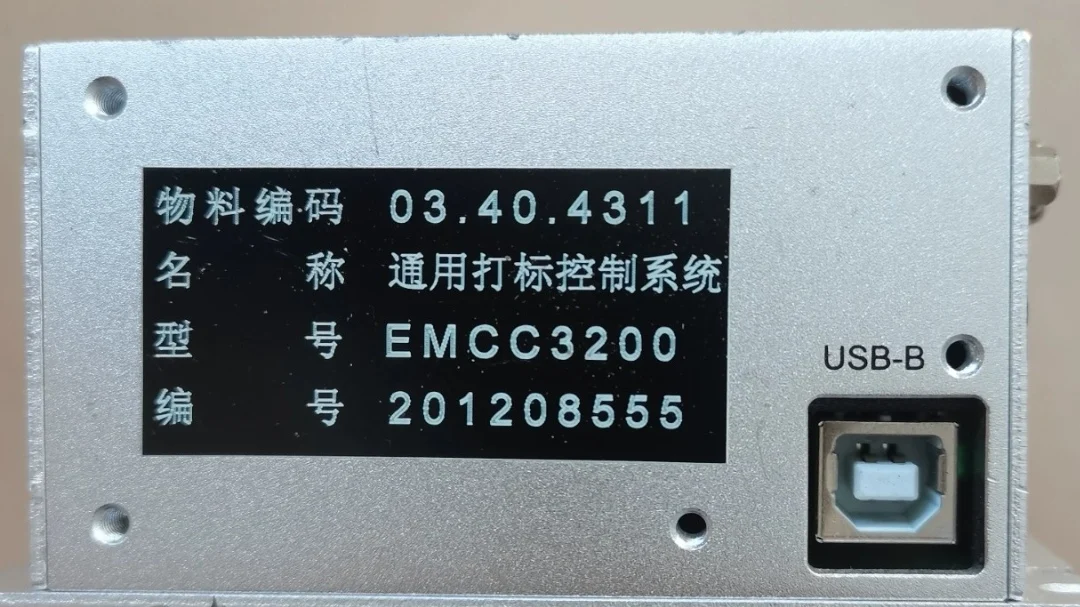 物料编码 03.40.4311
名称 通用打标控制系统
型号 EMCC3200
编号 201208555
USB-B